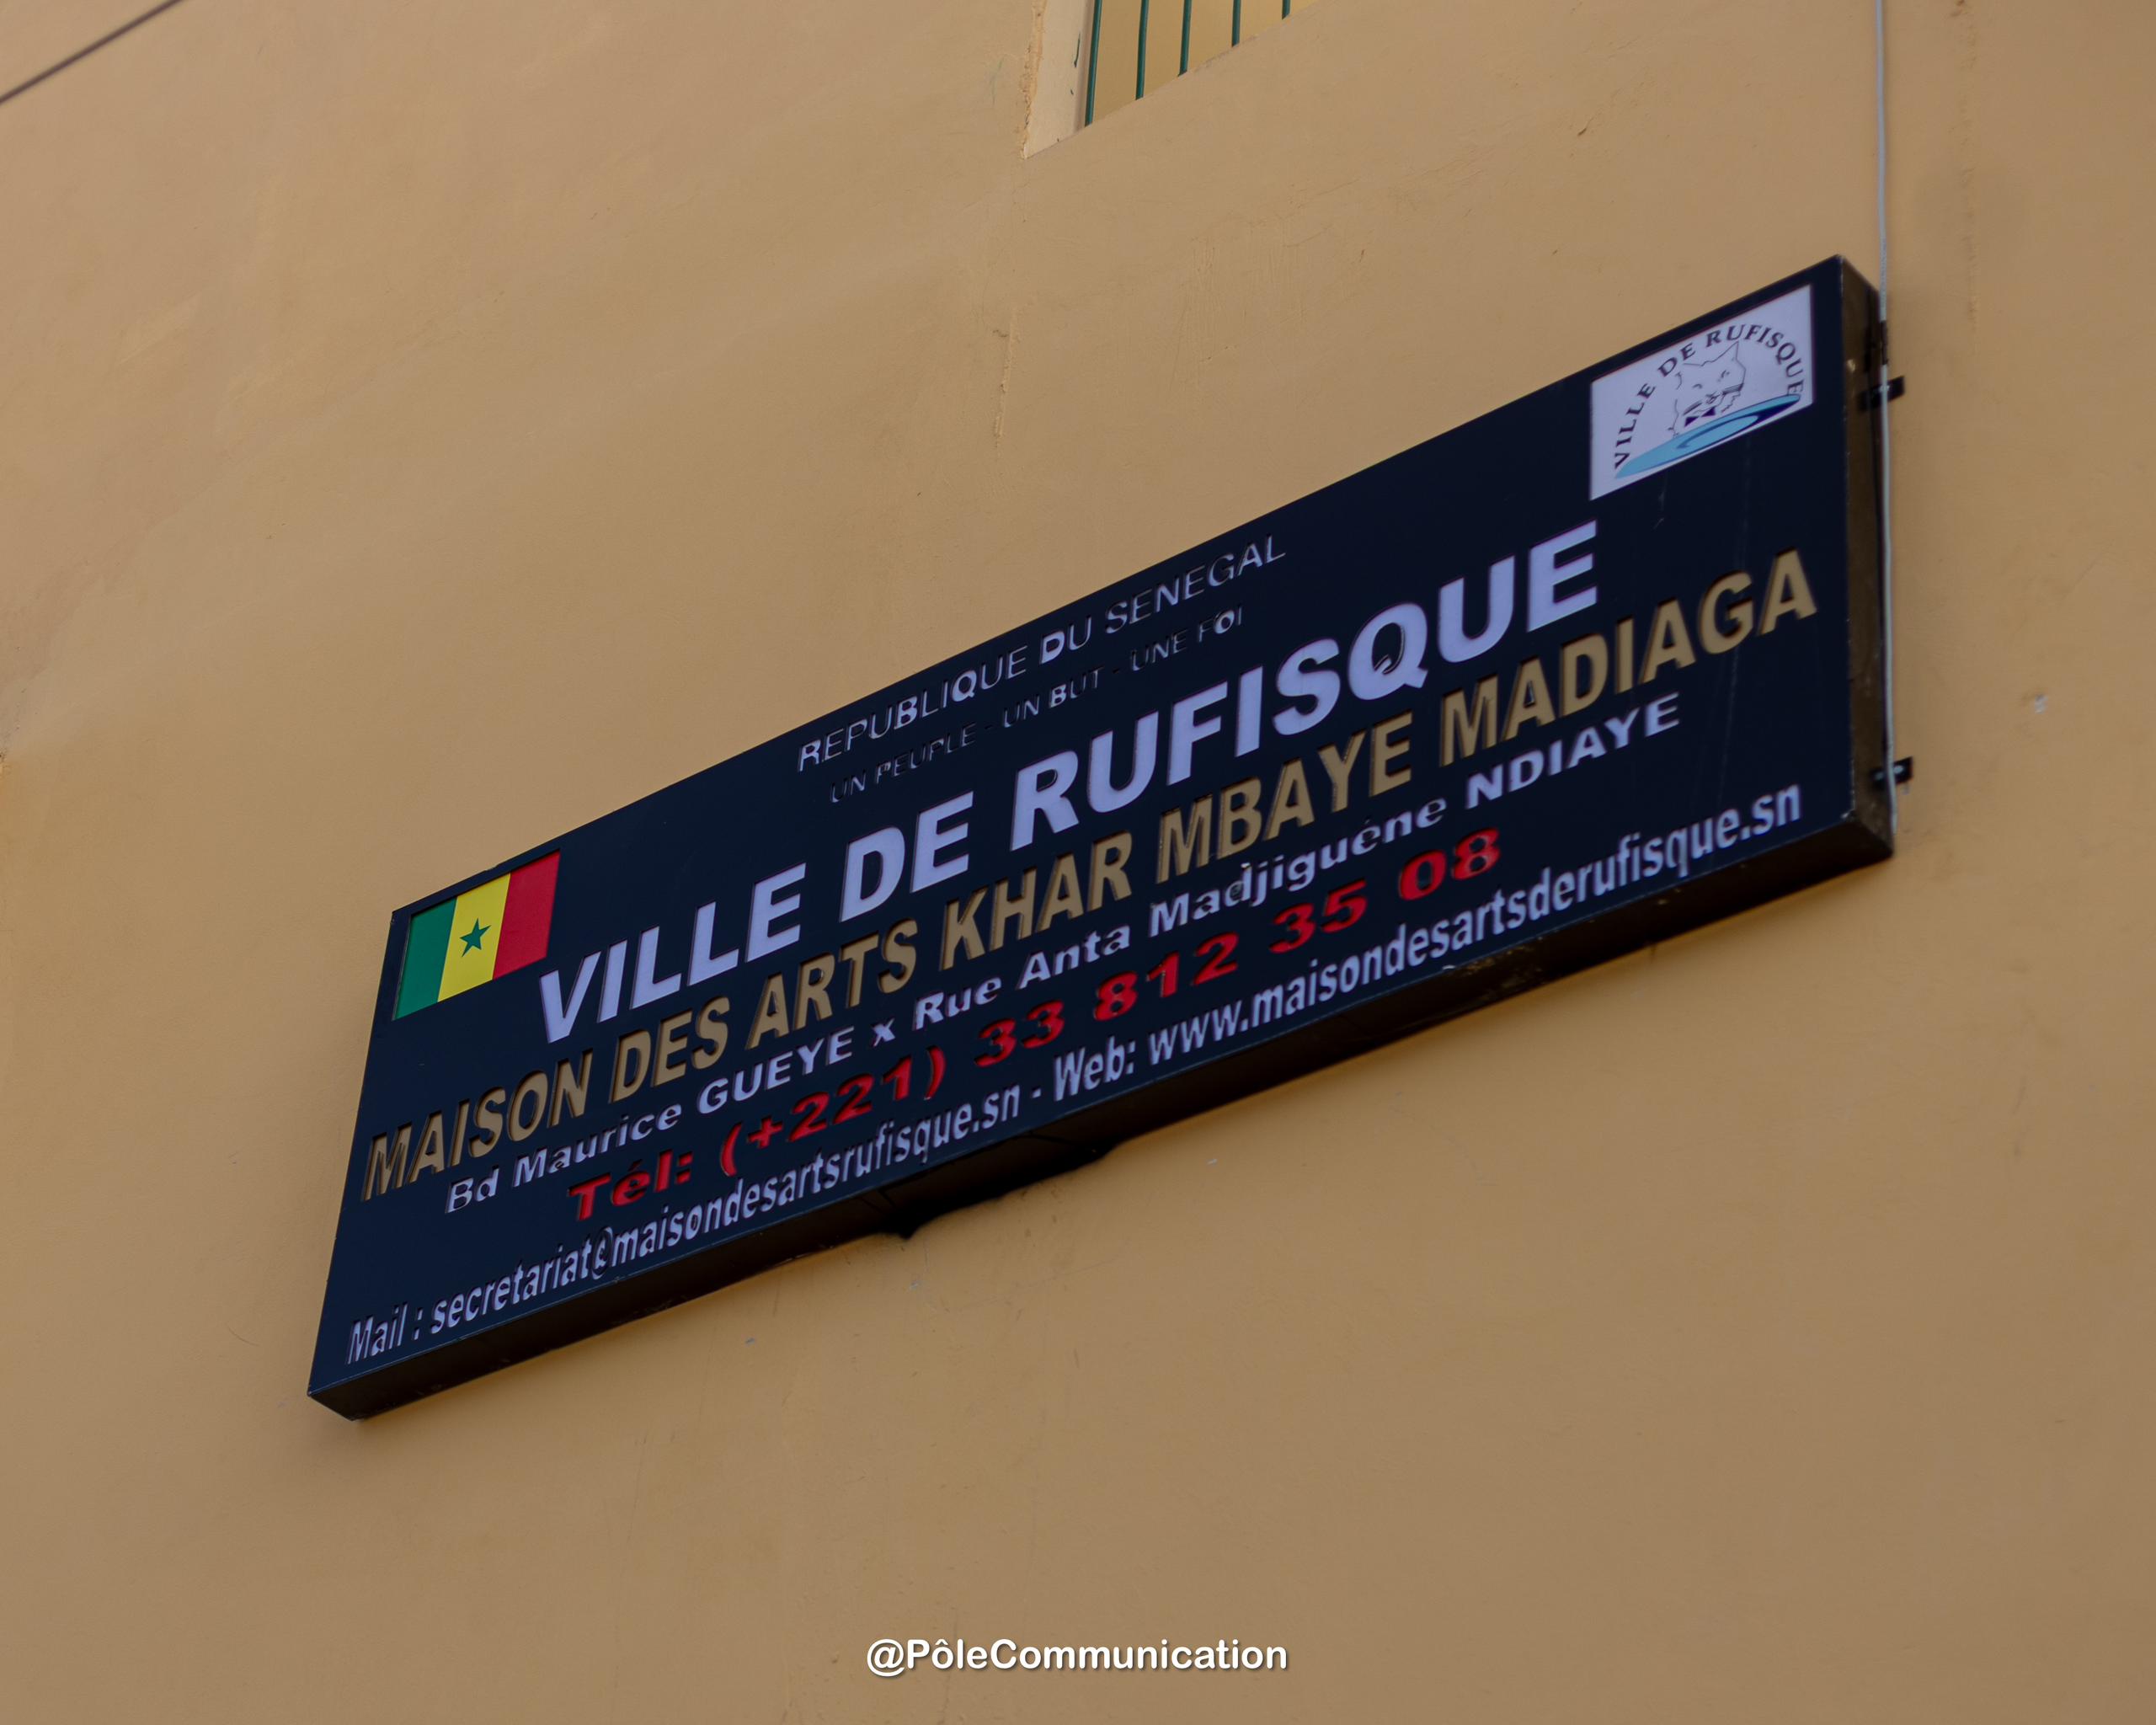 VILLE DE RUFISQUE
REPUBLIQUE DU SENEGAL
UN PEUPLE - UN BUT - UNE FOI
VILLE DE RUFISQUE
MAISON DES ARTS KHAR MBAYE MADIAGA
Bd Maurice GUEYE x Rue Anta Madjiguéne NDIAYE
Tél: (+221) 33 812 35 08
Mail : secretariat@maisondesartsrufisque.sn - Web: www.maisondesartsderufisque.sn
@PôleCommunication